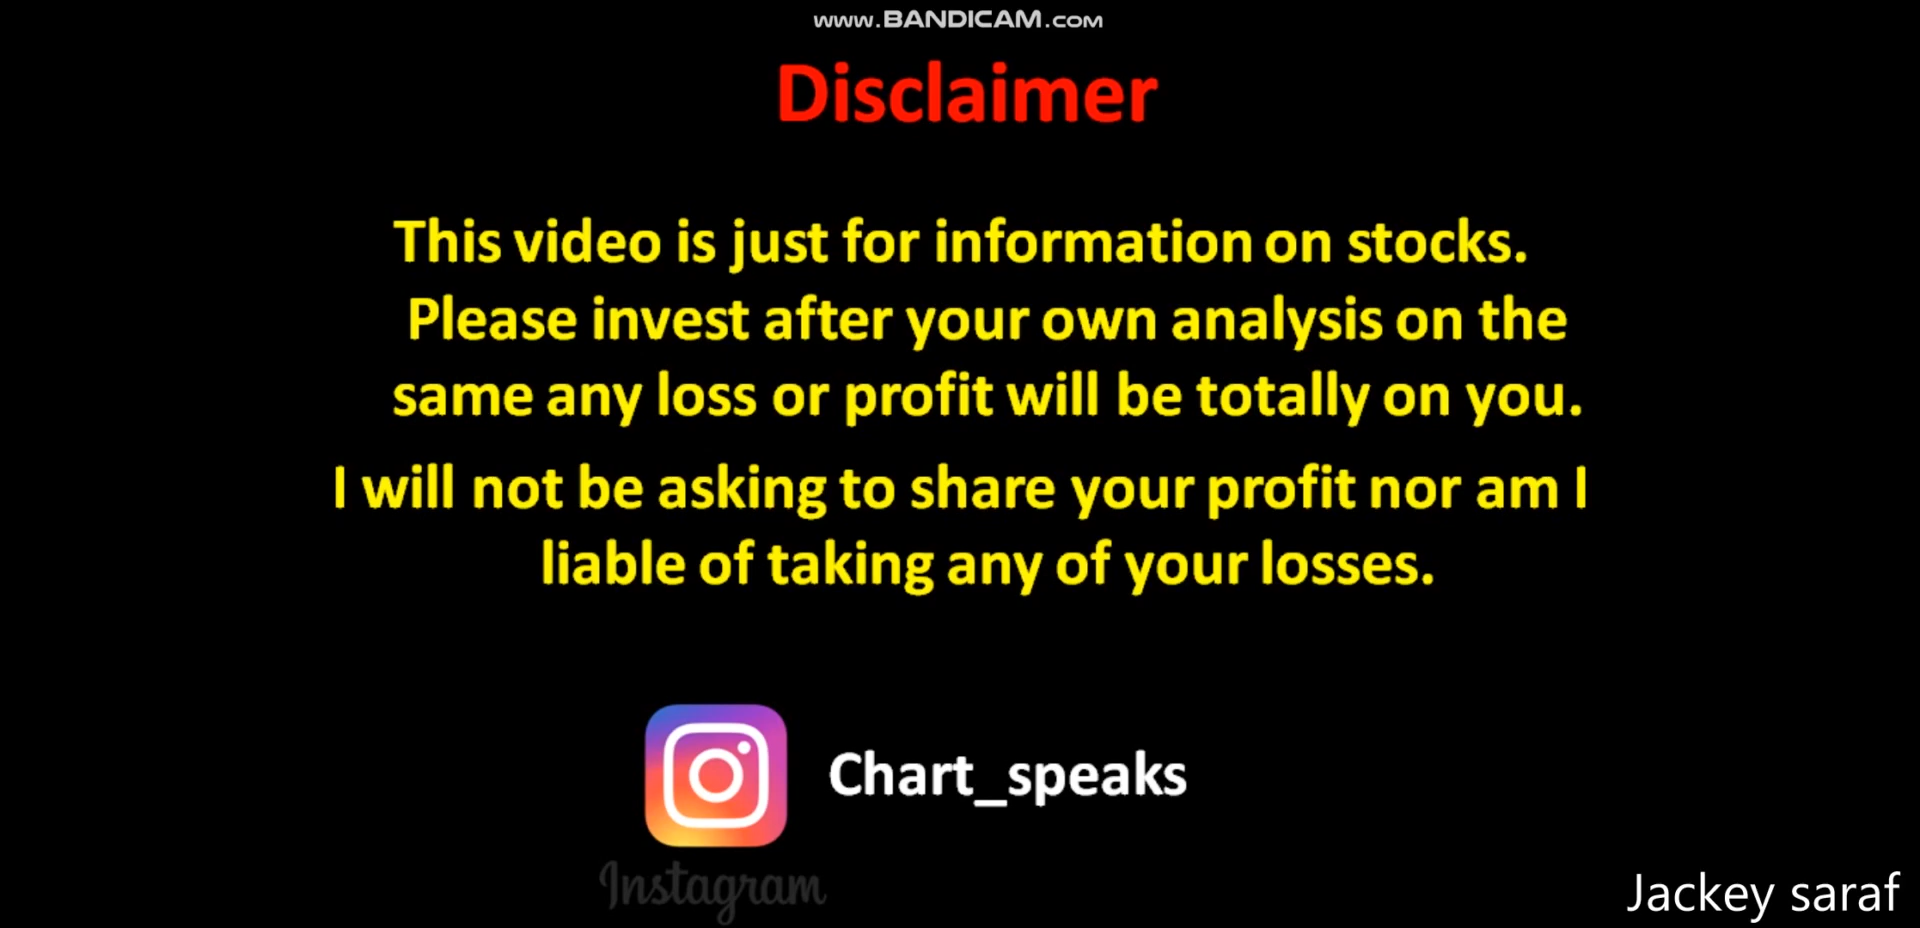 www.BANDICAM.com
Disclaimer
This video is just for information on stocks.
Please invest after your own analysis on the
same any loss or profit will be totally on you.
I will not be asking to share your profit nor am I
liable of taking any of your losses.
Chart_speaks
Instagram
Jackey saraf